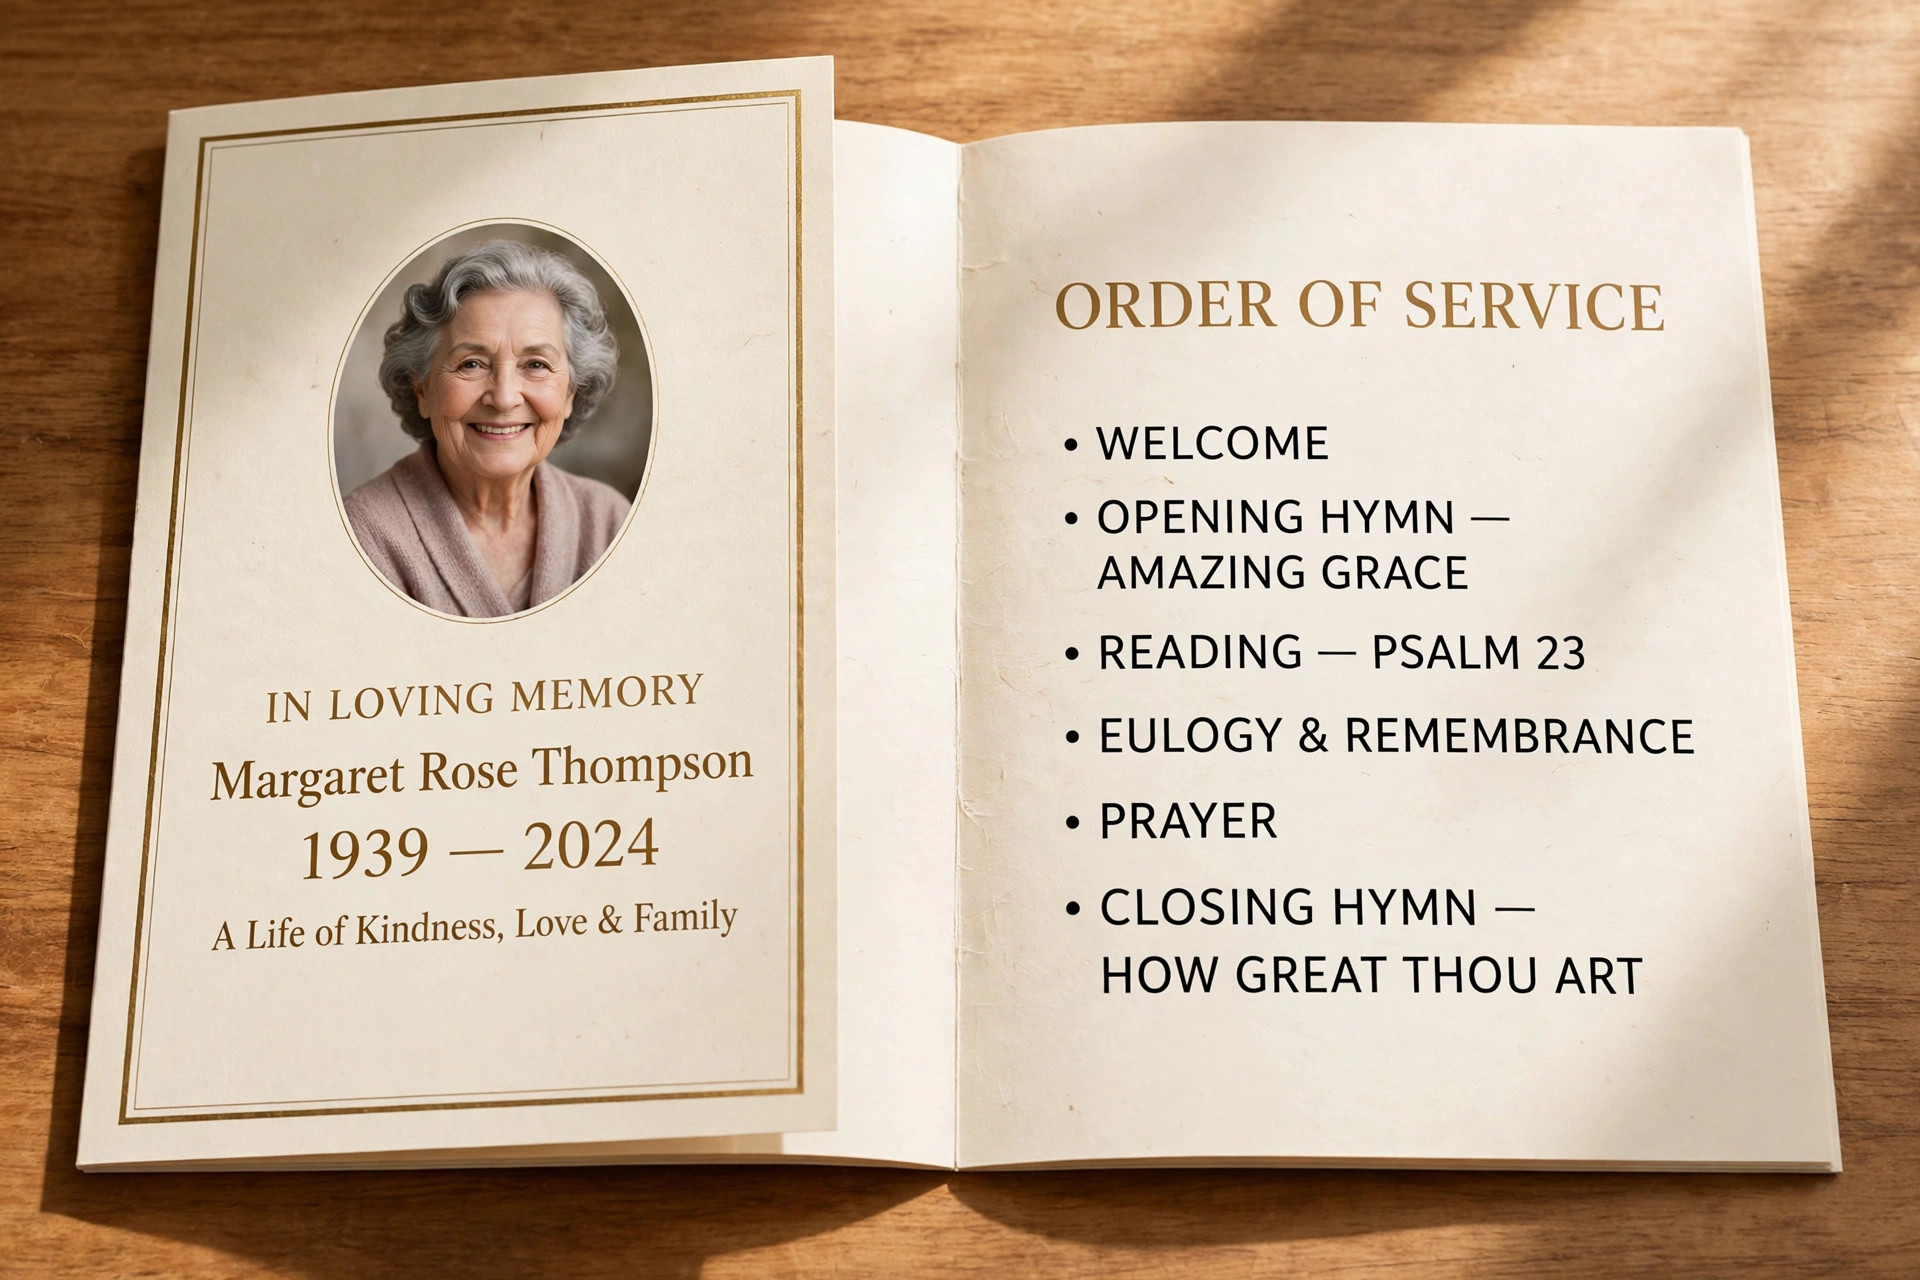 IN LOVING MEMORY
Margaret Rose Thompson
1939 — 2024
A Life of Kindness, Love & Family
ORDER OF SERVICE
• WELCOME
• OPENING HYMN —
AMAZING GRACE
• READING — PSALM 23
• EULOGY & REMEMBRANCE
• PRAYER
• CLOSING HYMN —
HOW GREAT THOU ART